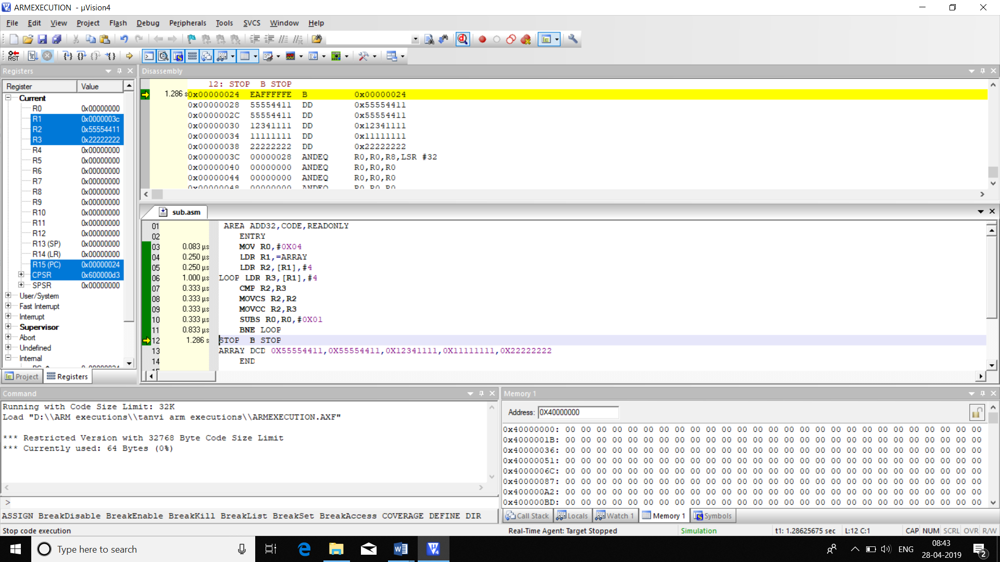 ARMEXECUTION - µVision4
File Edit View Project Flash Debug Peripherals Tools SVCS Window Help
RST
Registers
Register Value
Current
R0 0x00000000
R1 0x0000003c
R2 0x55554411
R3 0x22222222
R4 0x00000000
R5 0x00000000
R6 0x00000000
R7 0x00000000
R8 0x00000000
R9 0x00000000
R10 0x00000000
R11 0x00000000
R12 0x00000000
R13 (SP) 0x00000000
R14 (LR) 0x00000000
R15 (PC) 0x00000024
CPSR 0x600000d3
SPSR 0x00000000
User/System
Fast Interrupt
Interrupt
Supervisor
Abort
Undefined
Internal
Project Registers
Disassembly
12: STOP B STOP
1.286 s 0x00000024 EAFFFFFE B 0x00000024
0x00000028 55554411 DD 0x55554411
0x0000002C 55554411 DD 0x55554411
0x00000030 12341111 DD 0x12341111
0x00000034 11111111 DD 0x11111111
0x00000038 22222222 DD 0x22222222
0x0000003C 00000028 ANDEQ R0,R0,R8,LSR #32
0x00000040 00000000 ANDEQ R0,R0,R0
0x00000044 00000000 ANDEQ R0,R0,R0
0x00000048 00000000 ANDEQ R0,R0,R0
sub.asm
01 AREA ADD32,CODE,READONLY
02 ENTRY
03 0.083 µs MOV R0,#0X04
04 0.250 µs LDR R1,=ARRAY
05 0.250 µs LDR R2,[R1],#4
06 1.000 µs LOOP LDR R3,[R1],#4
07 0.333 µs CMP R2,R3
08 0.333 µs MOVCS R2,R2
09 0.333 µs MOVCC R2,R3
10 0.333 µs SUBS R0,R0,#0X01
11 0.833 µs BNE LOOP
12 1.286 s STOP B STOP
13 ARRAY DCD 0X55554411,0X55554411,0X12341111,0X11111111,0X22222222
14 END
Command
Running with Code Size Limit: 32K
Load "D:\\ARM executions\\tanvi arm executions\\ARMEXECUTION.AXF"
*** Restricted Version with 32768 Byte Code Size Limit
*** Currently used: 64 Bytes (0%)
>
ASSIGN BreakDisable BreakEnable BreakKill BreakList BreakSet BreakAccess COVERAGE DEFINE DIR
Memory 1
Address: 0X40000000
0x40000000: 00 00 00 00 00 00 00 00 00 00 00 00 00 00 00 00 00 00 00 00 00 00 00 00 00 00 00
0x4000001B: 00 00 00 00 00 00 00 00 00 00 00 00 00 00 00 00 00 00 00 00 00 00 00 00 00 00 00
0x40000036: 00 00 00 00 00 00 00 00 00 00 00 00 00 00 00 00 00 00 00 00 00 00 00 00 00 00 00
0x40000051: 00 00 00 00 00 00 00 00 00 00 00 00 00 00 00 00 00 00 00 00 00 00 00 00 00 00 00
0x4000006C: 00 00 00 00 00 00 00 00 00 00 00 00 00 00 00 00 00 00 00 00 00 00 00 00 00 00 00
0x40000087: 00 00 00 00 00 00 00 00 00 00 00 00 00 00 00 00 00 00 00 00 00 00 00 00 00 00 00
0x400000A2: 00 00 00 00 00 00 00 00 00 00 00 00 00 00 00 00 00 00 00 00 00 00 00 00 00 00 00
0x400000BD: 00 00 00 00 00 00 00 00 00 00 00 00 00 00 00 00 00 00 00 00 00 00 00 00 00 00 00
Call Stack Locals Watch 1 Memory 1 Symbols
Stop code execution Real-Time Agent: Target Stopped Simulation t1: 1.28625675 sec L:12 C:1 CAP NUM SCRL OVR R/W
Type here to search
ENG
08:43
28-04-2019
2